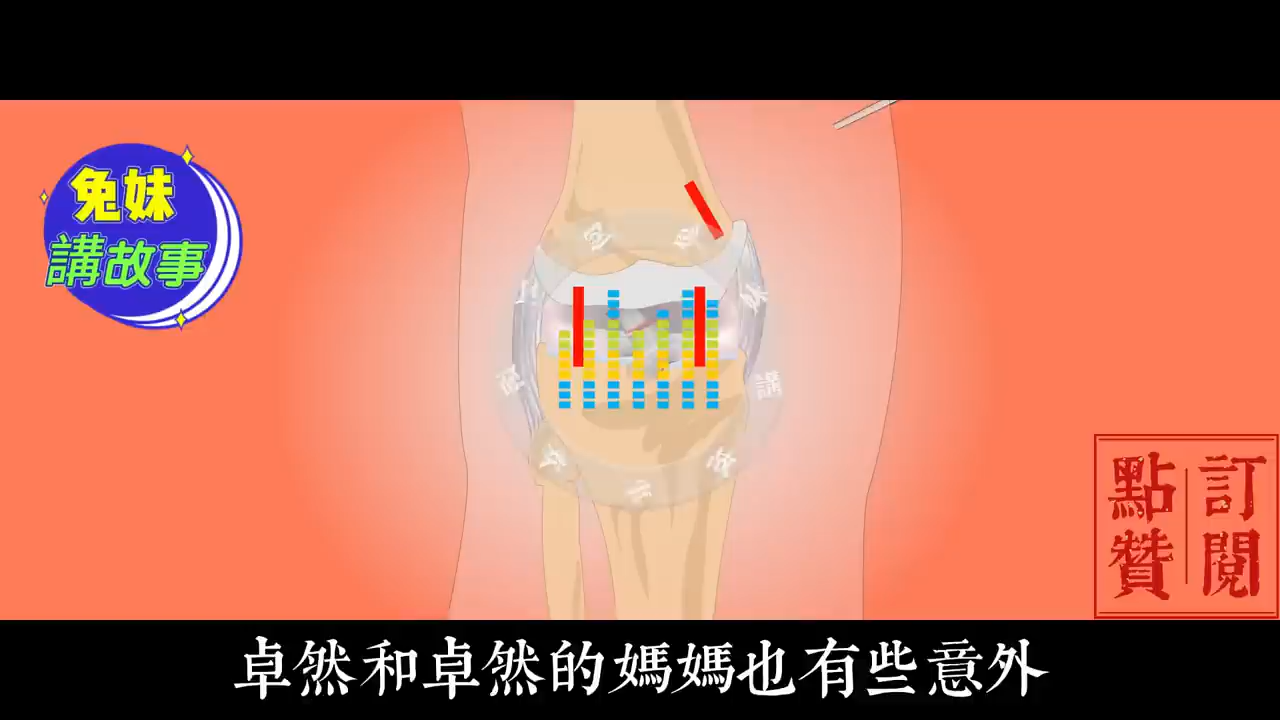 兔妹
講故事
點贊
訂閱
卓然和卓然的媽媽也有些意外